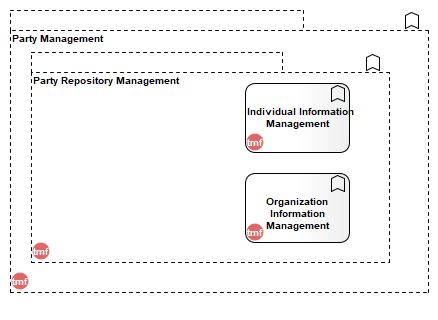 Party Management
Party Repository Management
Individual Information
Management
tmf
Organization
Information
Management
tmf
tmf
tmf